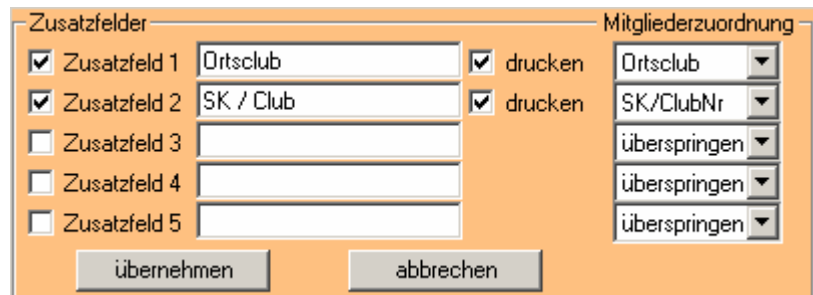 Zusatzfelder Mitgliederzuordnung
Zusatzfeld 1 Ortsclub drucken Ortsclub
Zusatzfeld 2 SK / Club drucken SK/ClubNr
Zusatzfeld 3 überspringen
Zusatzfeld 4 überspringen
Zusatzfeld 5 überspringen
übernehmen abbrechen